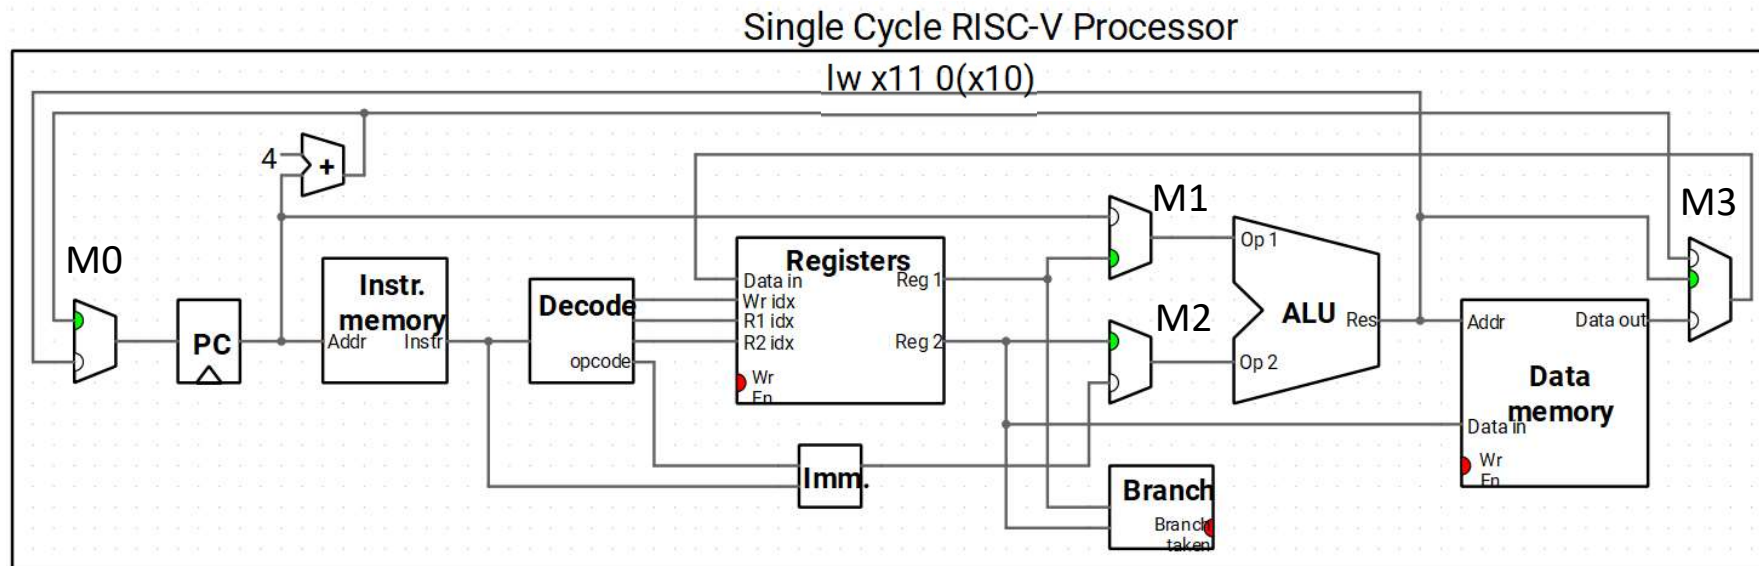 Single Cycle RISC-V Processor
lw x11 0(x10)
4
+
M0
M1
M2
M3
PC
Instr.
memory
Addr
Instr
Decode
opcode
Registers
Data in
Wr idx
R1 idx
R2 idx
Wr
En
Reg 1
Reg 2
Imm.
Op 1
Op 2
ALU
Res
Branch
Branch
taken
Addr
Data out
Data
memory
Data in
Wr
En